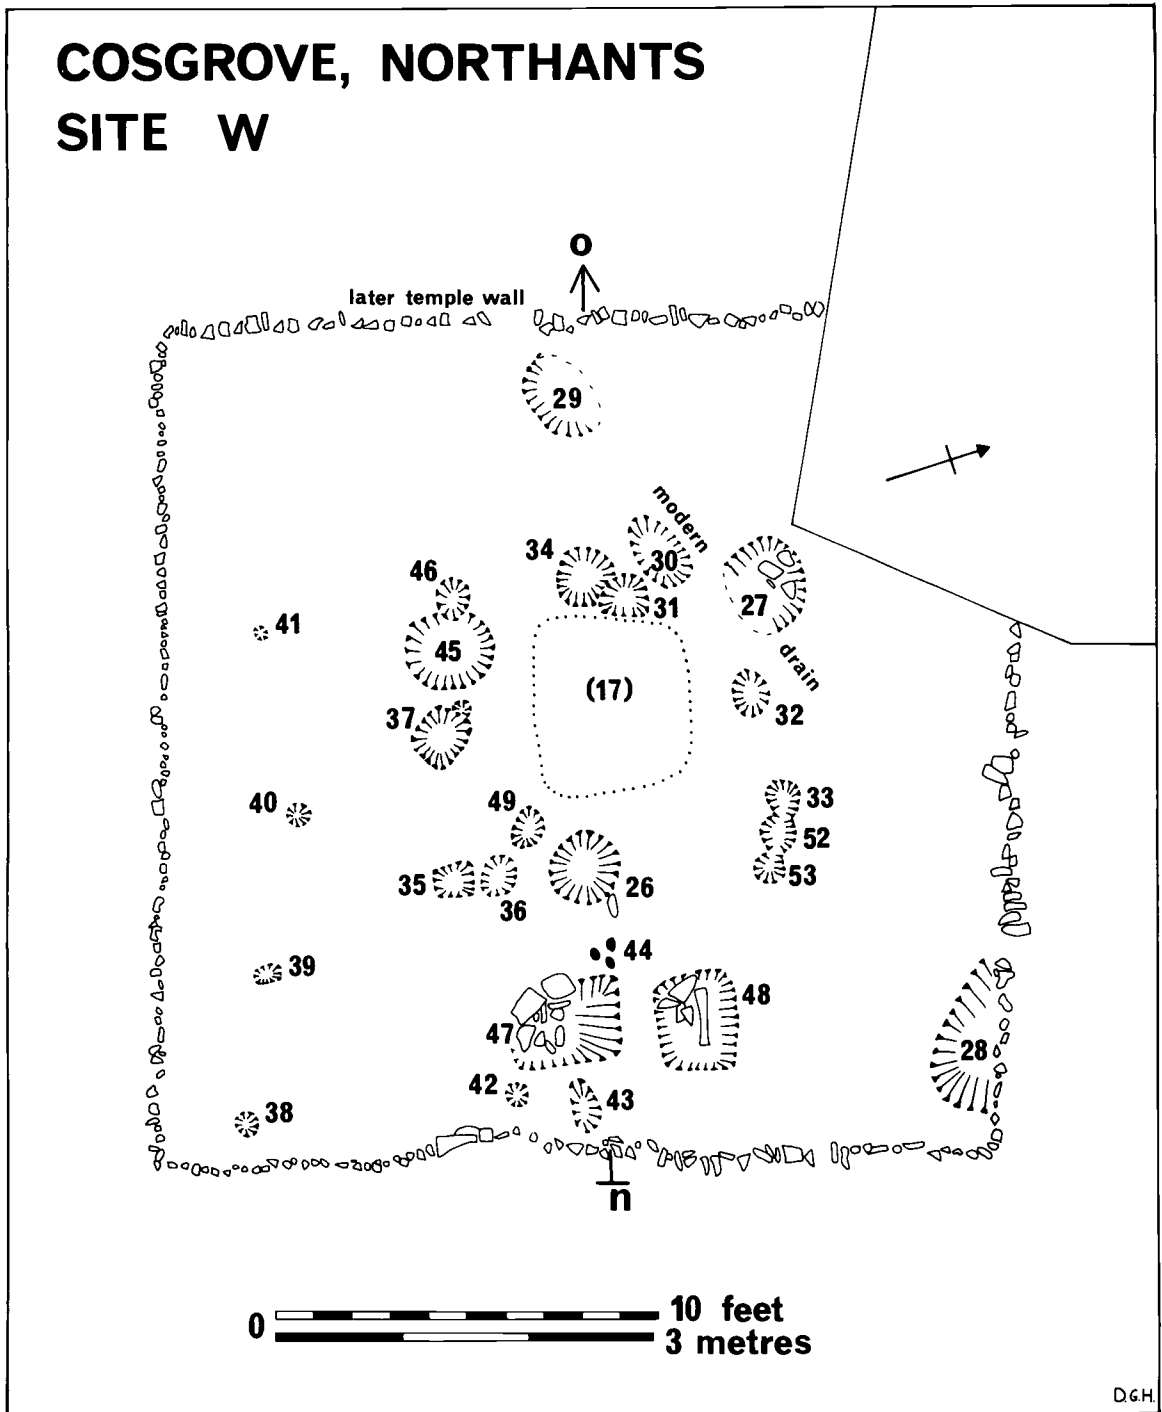 COSGROVE, NORTHANTS
SITE W
o
later temple wall
29
modern
34
30
46
31
27
41
45
drain
(17)
37
32
49
33
40
52
35
36
26
53
44
39
48
47
28
42
43
38
n
0
10 feet
3 metres
D.G.H.